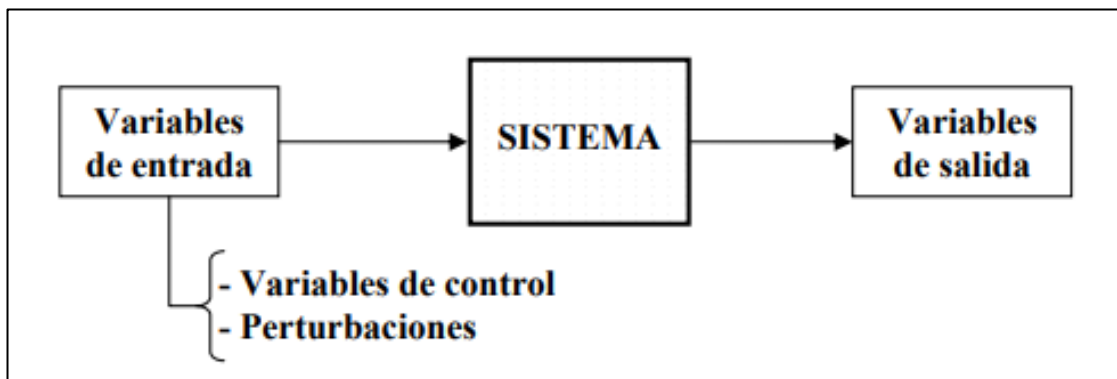 Variables
de entrada
SISTEMA
Variables
de salida
- Variables de control
- Perturbaciones